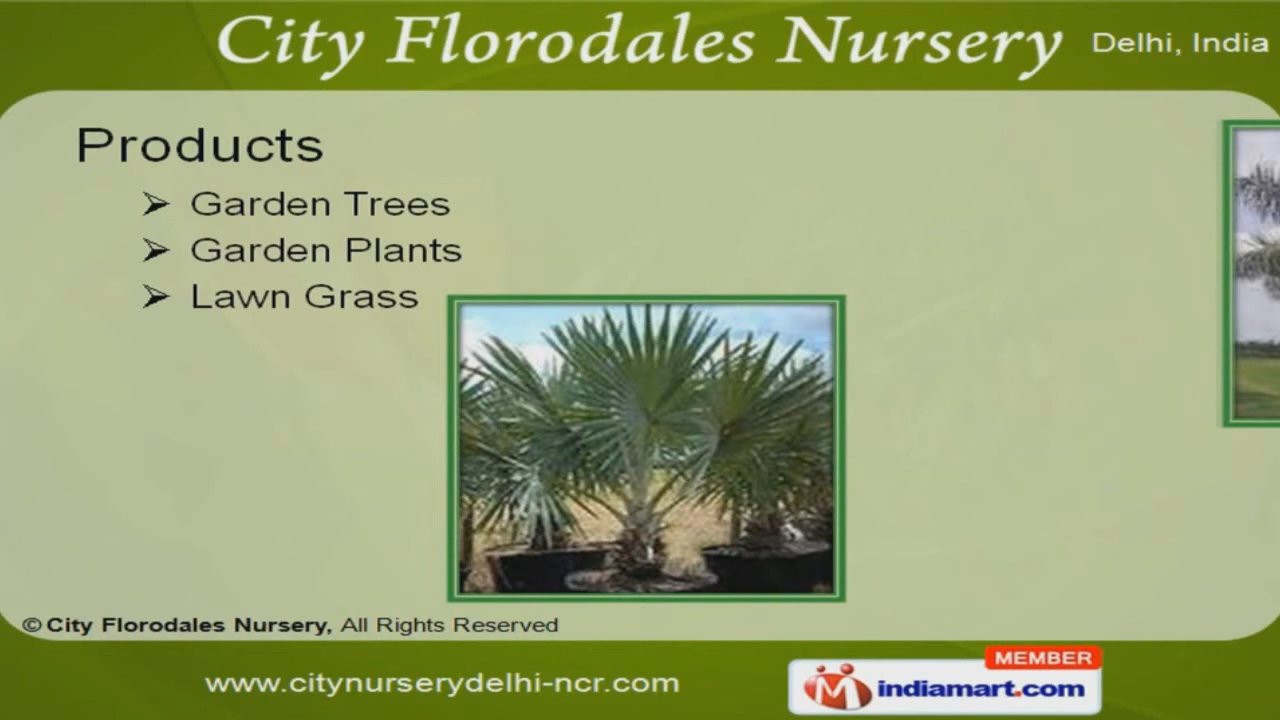 City Florodales Nursery Delhi, India
Products
➢ Garden Trees
➢ Garden Plants
➢ Lawn Grass
© City Florodales Nursery, All Rights Reserved
MEMBER
www.citynurserydelhi-ncr.com
indiamart.com